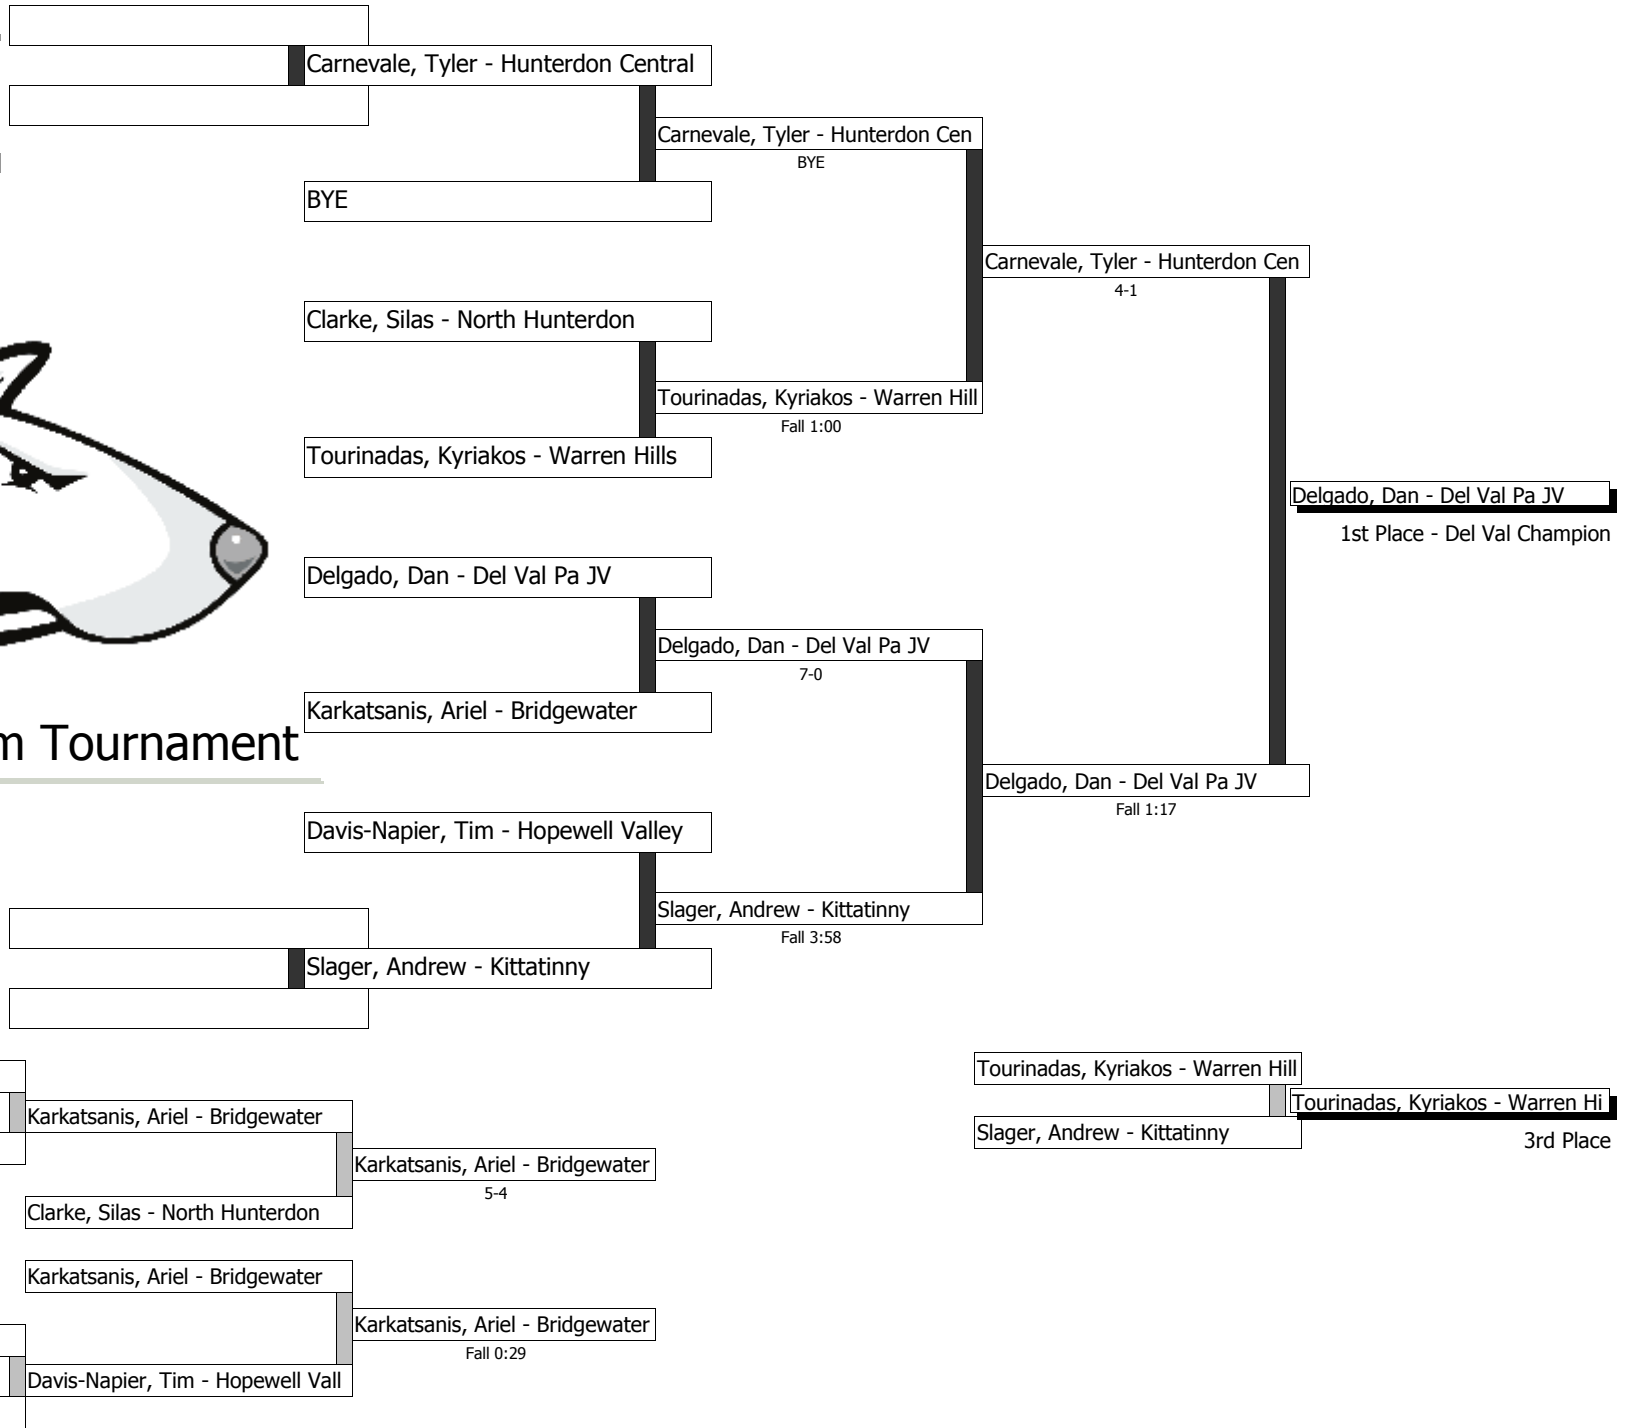 Carnevale, Tyler - Hunterdon Central
Carnevale, Tyler - Hunterdon Cen
BYE
BYE
Carnevale, Tyler - Hunterdon Cen
4-1
Clarke, Silas - North Hunterdon
Tourinadas, Kyriakos - Warren Hill
Fall 1:00
Tourinadas, Kyriakos - Warren Hills
Delgado, Dan - Del Val Pa JV
1st Place - Del Val Champion
Delgado, Dan - Del Val Pa JV
Delgado, Dan - Del Val Pa JV
7-0
Karkatsanis, Ariel - Bridgewater
m Tournament
Delgado, Dan - Del Val Pa JV
Fall 1:17
Davis-Napier, Tim - Hopewell Valley
Slager, Andrew - Kittatinny
Fall 3:58
Slager, Andrew - Kittatinny
Tourinadas, Kyriakos - Warren Hill
Tourinadas, Kyriakos - Warren Hi
Slager, Andrew - Kittatinny
3rd Place
Karkatsanis, Ariel - Bridgewater
Karkatsanis, Ariel - Bridgewater
5-4
Clarke, Silas - North Hunterdon
Karkatsanis, Ariel - Bridgewater
Karkatsanis, Ariel - Bridgewater
Fall 0:29
Davis-Napier, Tim - Hopewell Vall